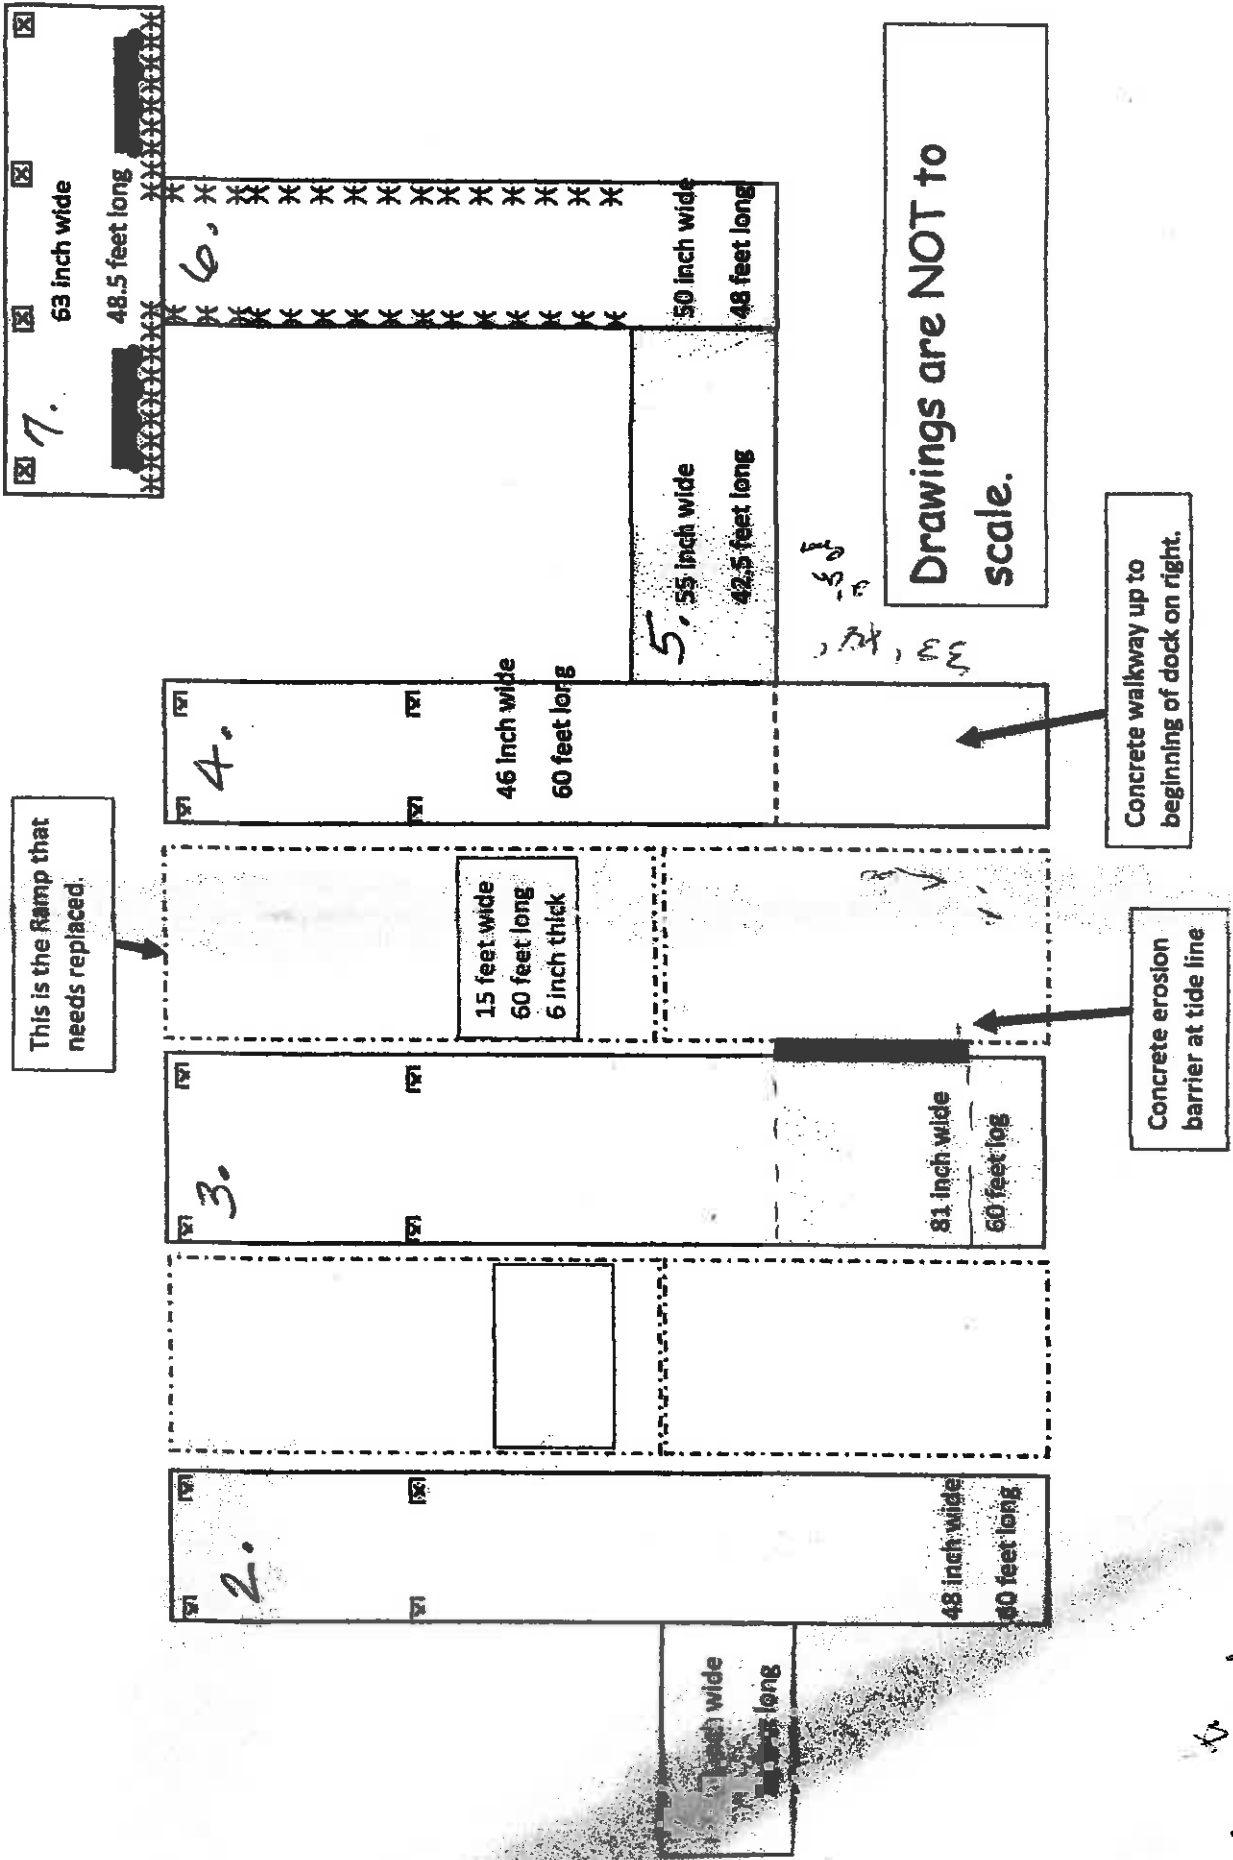 7.
63 inch wide
48.5 feet long
6.
50 inch wide
48 feet long
5.
55 inch wide
42.5 feet long
Drawings are NOT to
scale.
4.
46 inch wide
60 feet long
Concrete walkway up to
beginning of dock on right.
This is the Ramp that
needs replaced.
15 feet wide
60 feet long
6 inch thick
Concrete erosion
barrier at tide line
3.
81 inch wide
60 feet log
2.
48 inch wide
60 feet long
wide
long